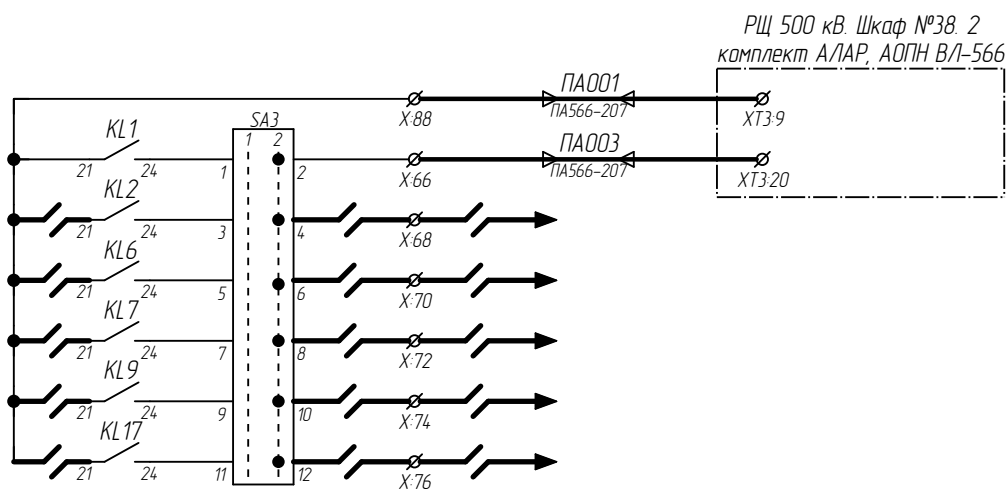 РЩ 500 кВ. Шкаф №38. 2
комплект АЛАР, АОПН ВЛ-566
ПА001
X:88
ПА566-207
XT3:9
SA3
KL1
1 2
ПА003
21 24 1 2
X:66
ПА566-207
XT3:20
KL2
21 24 3 4
X:68
KL6
21 24 5 6
X:70
KL7
21 24 7 8
X:72
KL9
21 24 9 10
X:74
KL17
21 24 11 12
X:76